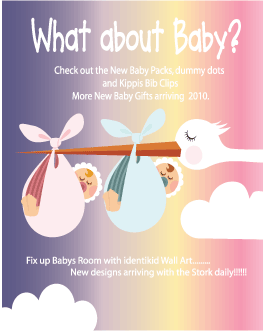 What about Baby?
Check out the New Baby Packs, dummy dots
and Kippis Bib Clips
More New Baby Gifts arriving 2010.
Fix up Babys Room with identikid Wall Art........
New designs arriving with the Stork daily!!!!!